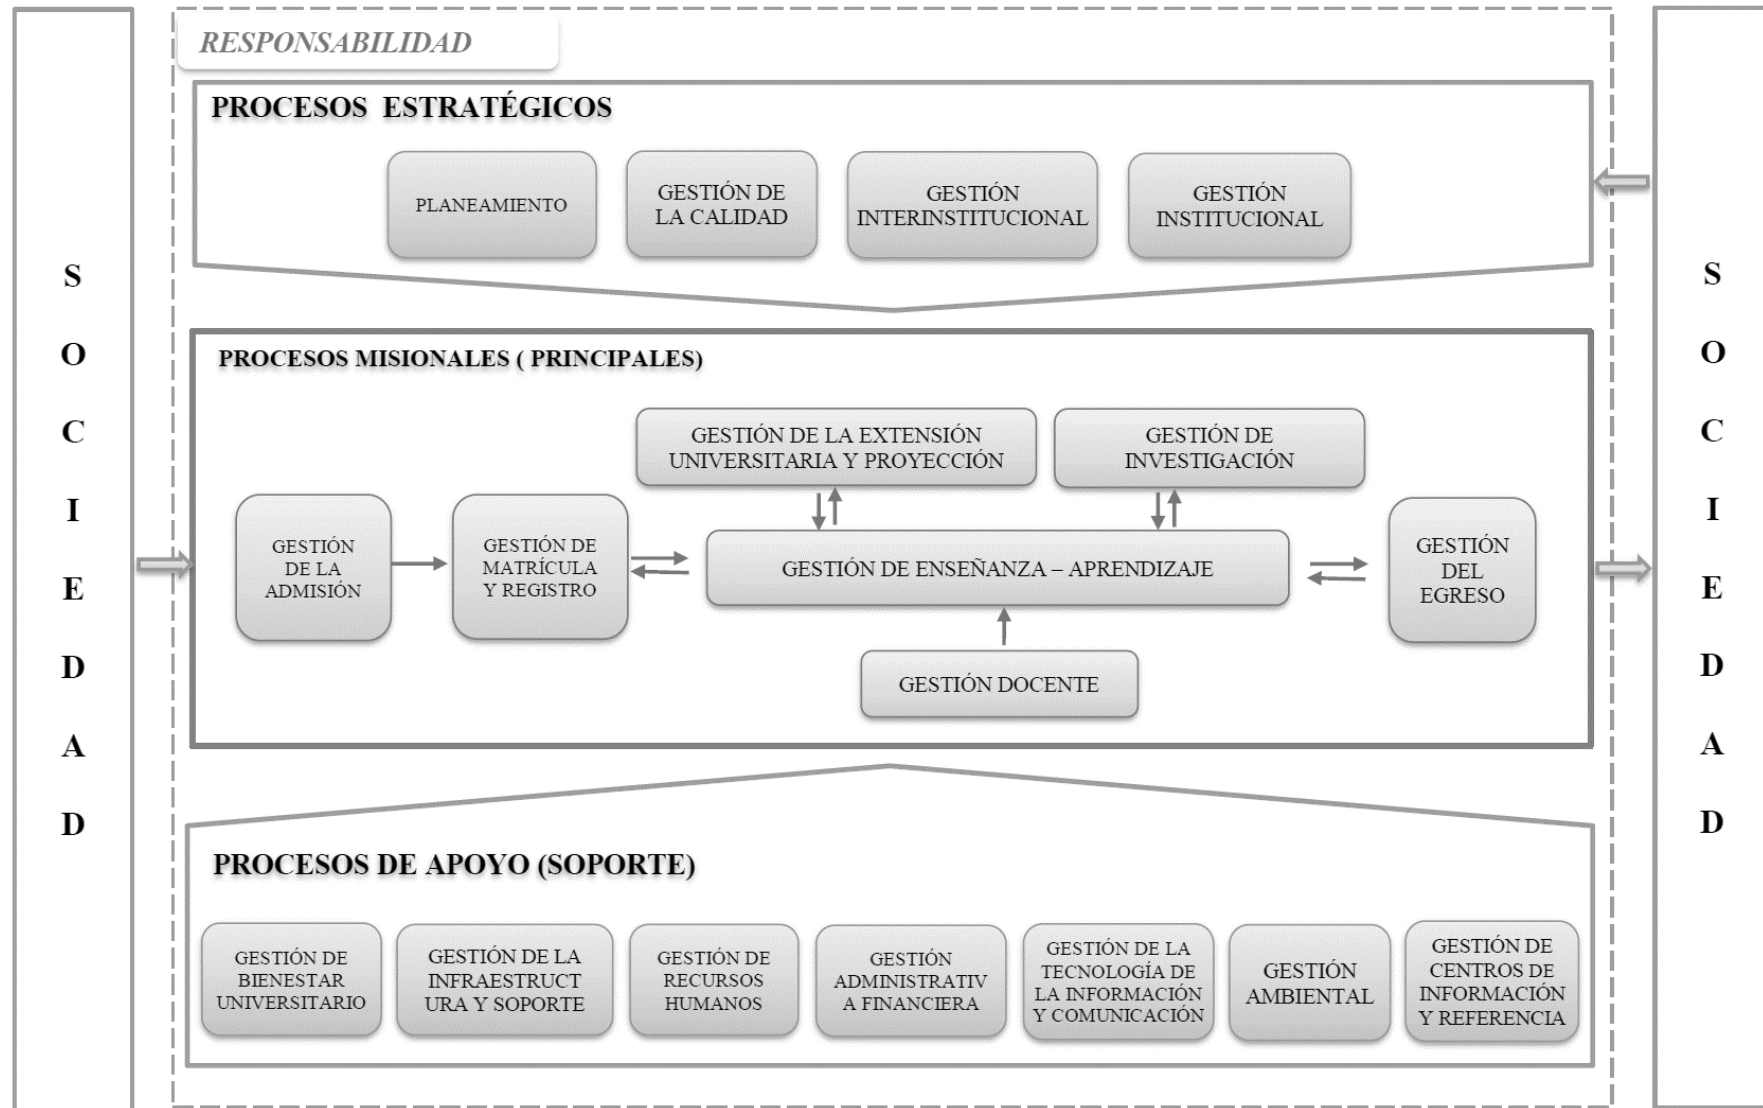 RESPONSABILIDAD
PROCESOS ESTRATÉGICOS
PLANEAMIENTO
GESTIÓN DE
LA CALIDAD
GESTIÓN
INTERINSTITUCIONAL
GESTIÓN
INSTITUCIONAL
S
O
C
I
E
D
A
D
PROCESOS MISIONALES ( PRINCIPALES)
GESTIÓN DE LA EXTENSIÓN
UNIVERSITARIA Y PROYECCIÓN
GESTIÓN DE
INVESTIGACIÓN
GESTIÓN
DE LA
ADMISIÓN
GESTIÓN DE
MATRÍCULA
Y REGISTRO
GESTIÓN DE ENSEÑANZA – APRENDIZAJE
GESTIÓN
DEL
EGRESO
GESTIÓN DOCENTE
S
O
C
I
E
D
A
D
PROCESOS DE APOYO (SOPORTE)
GESTIÓN DE
BIENESTAR
UNIVERSITARIO
GESTIÓN DE LA
INFRAESTRUCT
URA Y SOPORTE
GESTIÓN DE
RECURSOS
HUMANOS
GESTIÓN
ADMINISTRATIV
A FINANCIERA
GESTIÓN DE LA
TECNOLOGÍA DE
LA INFORMACIÓN
Y COMUNICACIÓN
GESTIÓN
AMBIENTAL
GESTIÓN DE
CENTROS DE
INFORMACIÓN
Y REFERENCIA